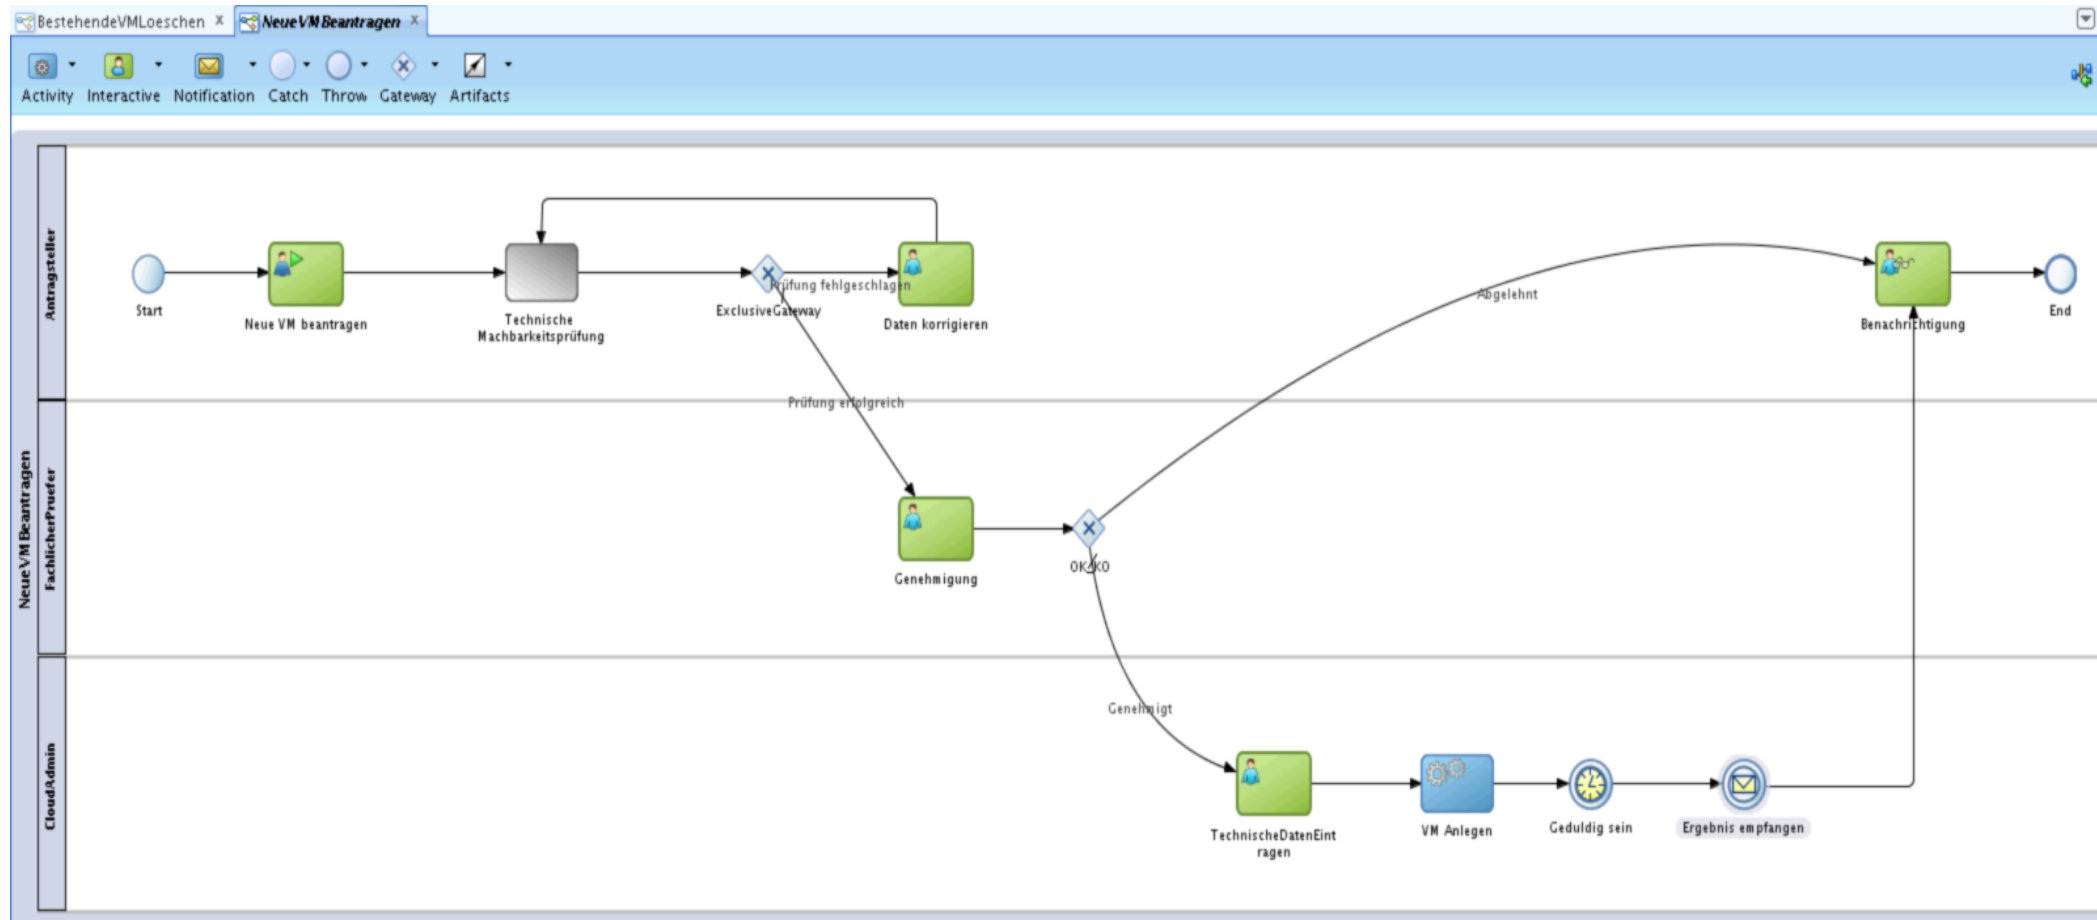 BestehendeVMLoeschen X
NeueVMBeantragen X
Activity Interactive Notification Catch Throw Gateway Artifacts
NeueVMBeantragen
Antragsteller
Start
Neue VM beantragen
Technische
Machbarkeitsprüfung
ExclusiveGateway
Prüfung fehlgeschlagen
Daten korrigieren
Abgelehnt
Benachrichtigung
End
Prüfung erfolgreich
FachlicherPruefer
Genehmigung
OK/KO
Genehmigt
CloudAdmin
TechnischeDatenEint
ragen
VM Anlegen
Geduldig sein
Ergebnis empfangen